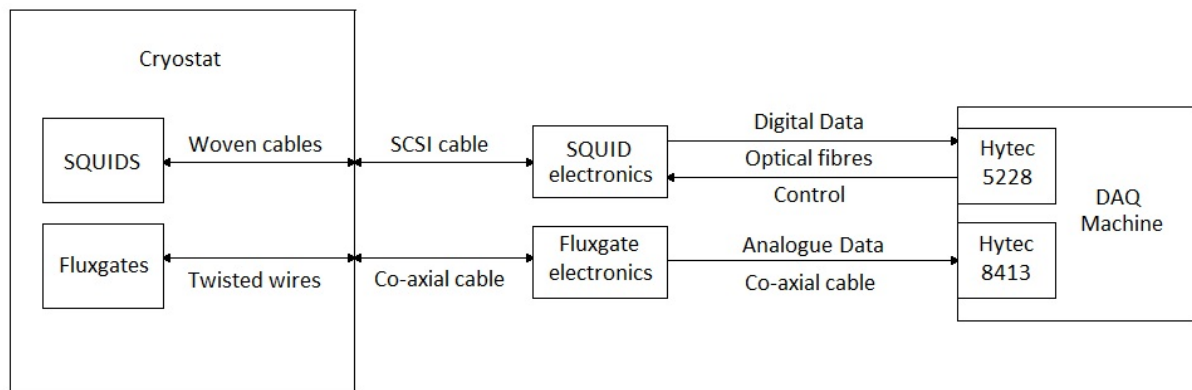 Cryostat
SQUIDS
Woven cables
SCSI cable
SQUID
electronics
Digital Data
Optical fibres
Control
Hytec
5228
DAQ
Machine
Fluxgates
Twisted wires
Co-axial cable
Fluxgate
electronics
Analogue Data
Co-axial cable
Hytec
8413